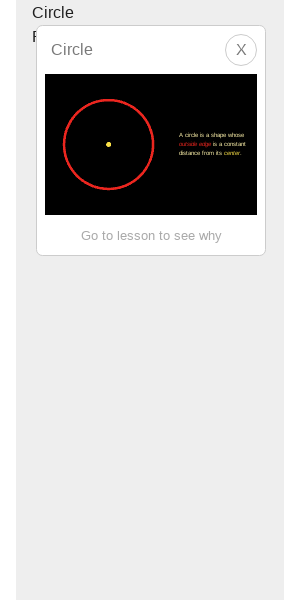 Circle
Circle
X
A circle is a shape whose
outside edge is a constant
distance from its center.
Go to lesson to see why